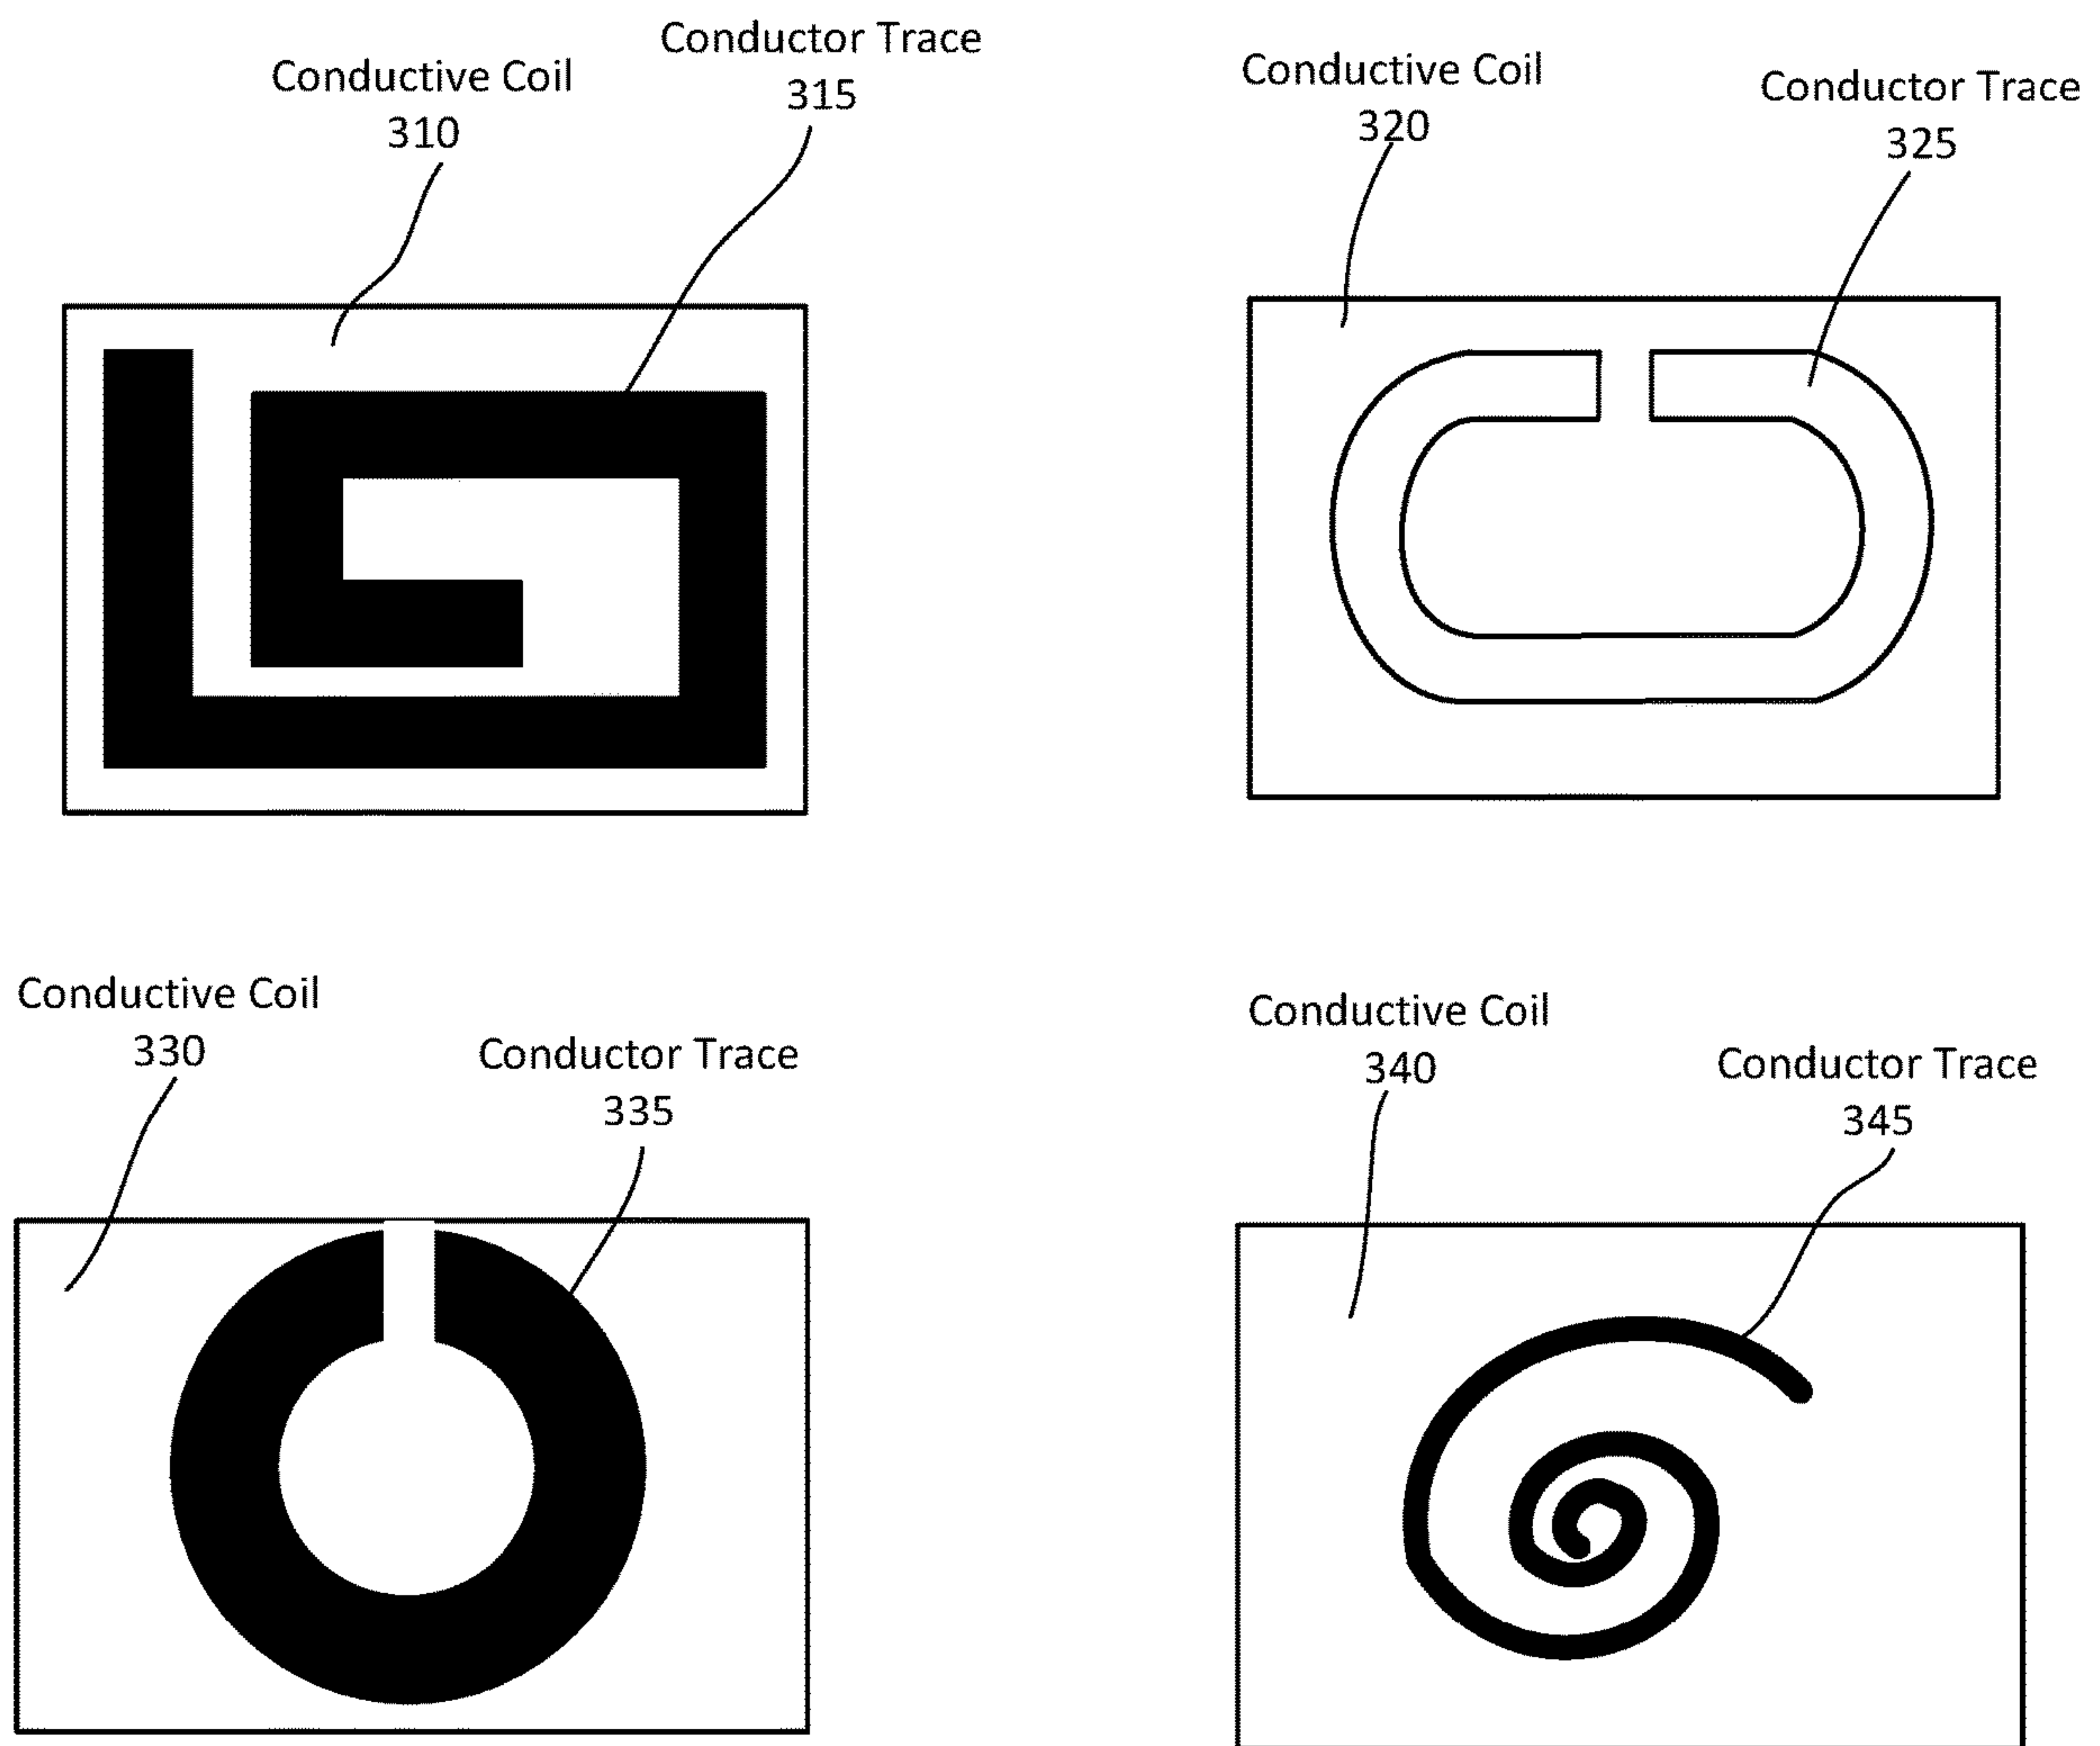 Conductive Coil
310
Conductor Trace
315
Conductive Coil
320
Conductor Trace
325
Conductive Coil
330
Conductor Trace
335
Conductive Coil
340
Conductor Trace
345